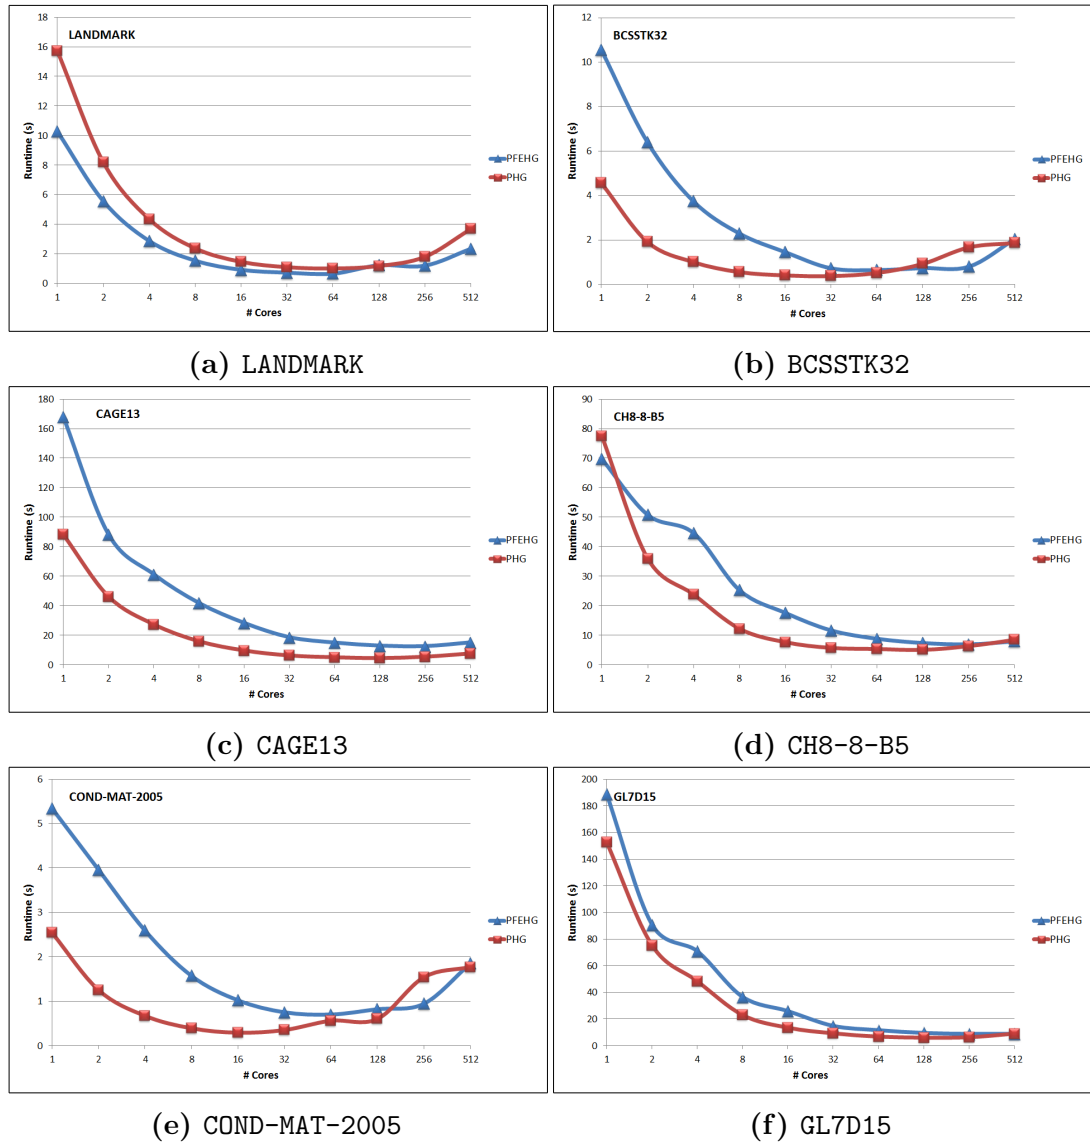 LANDMARK
Runtime (s)
18
16
14
12
10
8
6
4
2
0
1 2 4 8 16 32 64 128 256 512
# Cores
PFEHG
PHG
(a) LANDMARK
BCSSTK32
Runtime (s)
12
10
8
6
4
2
0
1 2 4 8 16 32 64 128 256 512
# Cores
PFEHG
PHG
(b) BCSSTK32
CAGE13
Runtime (s)
180
160
140
120
100
80
60
40
20
0
1 2 4 8 16 32 64 128 256 512
# Cores
PFEHG
PHG
(c) CAGE13
CH8-8-B5
Runtime (s)
90
80
70
60
50
40
30
20
10
0
1 2 4 8 16 32 64 128 256 512
# Cores
PFEHG
PHG
(d) CH8-8-B5
COND-MAT-2005
Runtime (s)
6
5
4
3
2
1
0
1 2 4 8 16 32 64 128 256 512
# Cores
PFEHG
PHG
(e) COND-MAT-2005
GL7D15
Runtime (s)
200
180
160
140
120
100
80
60
40
20
0
1 2 4 8 16 32 64 128 256 512
# Cores
PFEHG
PHG
(f) GL7D15